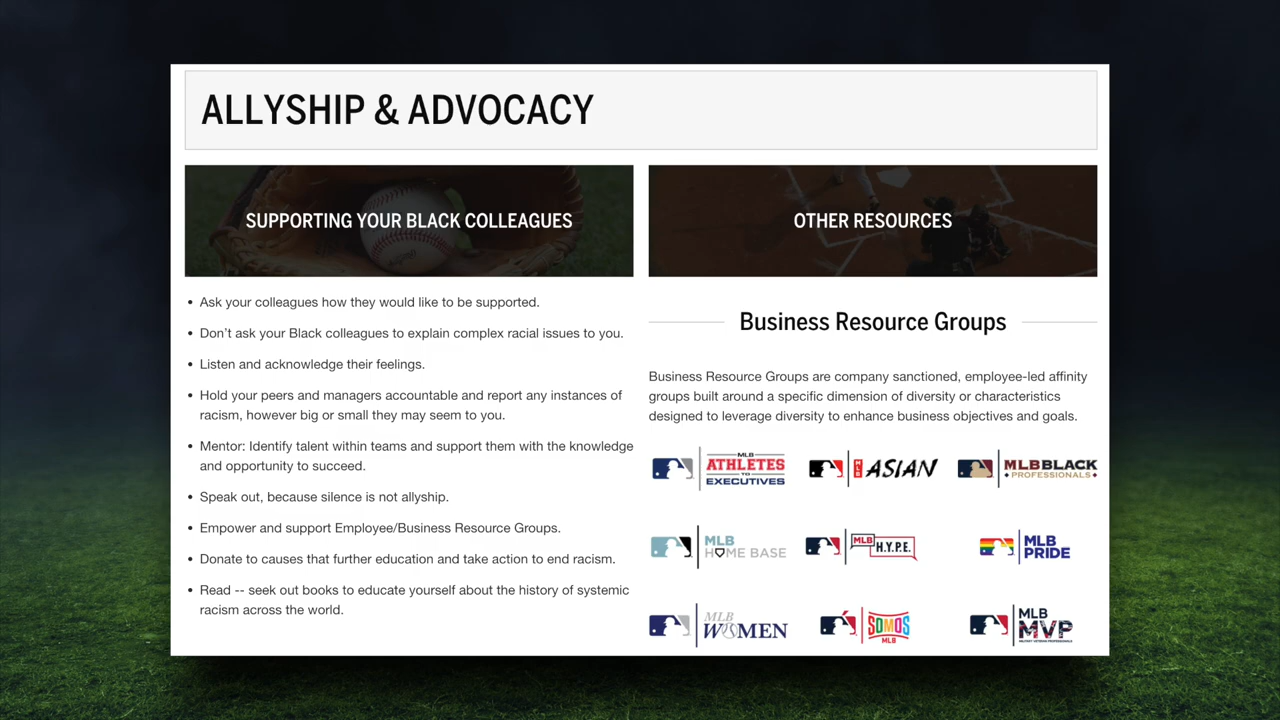 ALLYSHIP & ADVOCACY
SUPPORTING YOUR BLACK COLLEAGUES
• Ask your colleagues how they would like to be supported.
• Don't ask your Black colleagues to explain complex racial issues to you.
• Listen and acknowledge their feelings.
• Hold your peers and managers accountable and report any instances of
racism, however big or small they may seem to you.
• Mentor: Identify talent within teams and support them with the knowledge
and opportunity to succeed.
• Speak out, because silence is not allyship.
• Empower and support Employee/Business Resource Groups.
• Donate to causes that further education and take action to end racism.
• Read -- seek out books to educate yourself about the history of systemic
racism across the world.
OTHER RESOURCES
Business Resource Groups
Business Resource Groups are company sanctioned, employee-led affinity
groups built around a specific dimension of diversity or characteristics
designed to leverage diversity to enhance business objectives and goals.
MLB
ATHLETES
TO
EXECUTIVES
ASIAN
MLBBLACK
PROFESSIONALS
MLB
HOME BASE
MLB
H.Y.P.E.
MLB
PRIDE
MLB
WOMEN
SOMOS
MLB
MLB
MVP
MILITARY VETERAN PROFESSIONALS